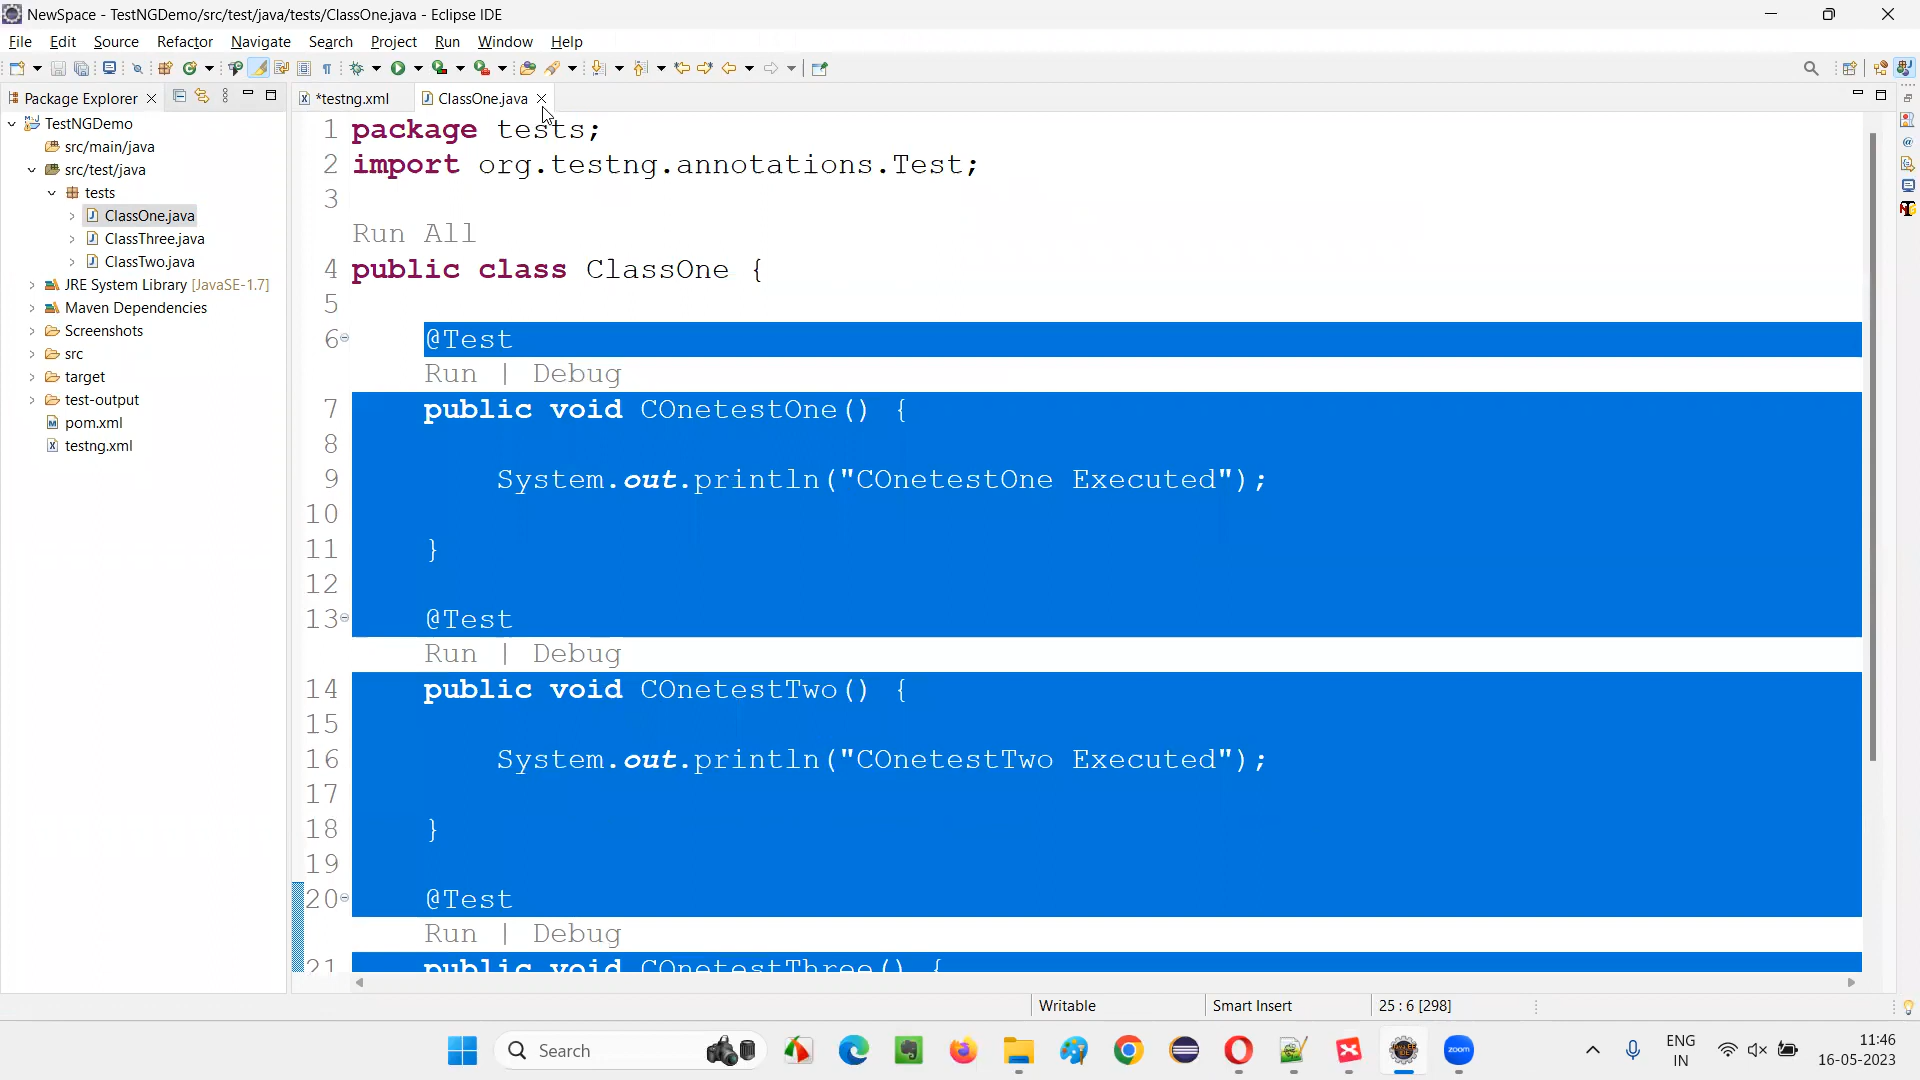 NewSpace - TestNGDemo/src/test/java/tests/ClassOne.java - Eclipse IDE
File Edit Source Refactor Navigate Search Project Run Window Help
Package Explorer
*testng.xml
ClassOne.java
TestNGDemo
src/main/java
src/test/java
tests
ClassOne.java
ClassThree.java
ClassTwo.java
JRE System Library [JavaSE-1.7]
Maven Dependencies
Screenshots
src
target
test-output
pom.xml
testng.xml
1 package tests;
2 import org.testng.annotations.Test;
3
Run All
4 public class ClassOne {
5
6 @Test
Run | Debug
7 public void COnetestOne() {
8
9 System.out.println("COnetestOne Executed");
10
11 }
12
13 @Test
Run | Debug
14 public void COnetestTwo() {
15
16 System.out.println("COnetestTwo Executed");
17
18 }
19
20 @Test
Run | Debug
21 public void COnetestThree() {
Writable
Smart Insert
25 : 6 [298]
Search
zoom
ENG
IN
11:46
16-05-2023